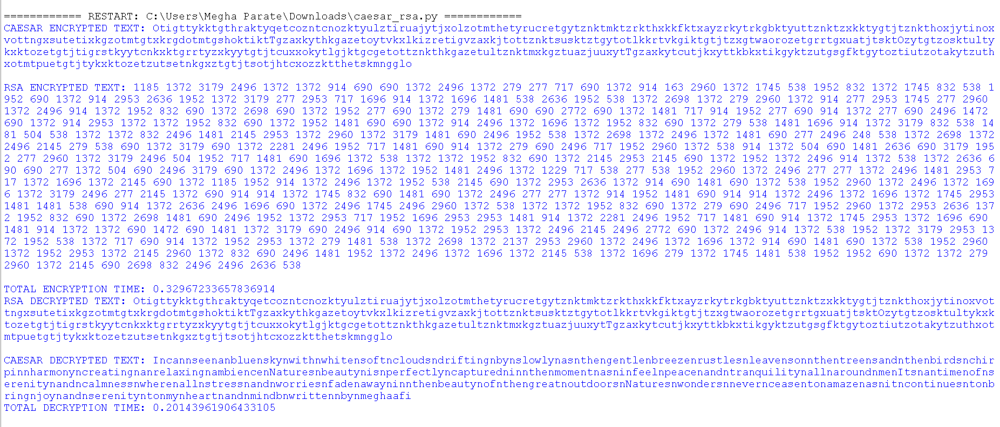 ============ RESTART: C:\Users\Megha Parate\Downloads\caesar_rsa.py ============
CAESAR ENCRYPTED TEXT: Otigttykktgthraktyqetcozntcnozktyulztiruajytjxolzotmthetyrucretgytznktmktzrkthxkkfktxayzrkytrkgbktyuttznktzxkktygtjtznkthoxjytinox
vottngxsutetixkgzotmtgtxkrgdotmtgshoktiktTgzaxkythkgazetoytvkxlkizretigvzaxkjtottznktsusktztgytotlkkrtvkgiktgtjtzxgtwaorozetgrrtgxuatjtsktOzytgtzosktulty
kxktozetgtjtigrstkyytcnkxktgrrtyzxkyytgtjtcuxxokytlgjktgcgetottznkthkgazetultznktmxkgztuazjuuxytTgzaxkytcutjkxyttkbkxtikgyktzutgsgfktgytoztiutzotakytzuth
xotmtpuetgtjtykxktozetzutsetnkgxztgtjtsotjhtcxozzktthetskmngglo
RSA ENCRYPTED TEXT: 1185 1372 3179 2496 1372 1372 914 690 690 1372 2496 1372 279 277 717 690 1372 914 163 2960 1372 1745 538 1952 832 1372 1745 832 538 1
952 690 1372 914 2953 2636 1952 1372 3179 277 2953 717 1696 914 1372 1696 1481 538 2636 1952 538 1372 2698 1372 279 2960 1372 914 277 2953 1745 277 2960
1372 2496 914 1372 1952 832 690 1372 2698 690 1372 1952 277 690 1372 279 1481 690 690 2772 690 1372 1481 717 914 1952 277 690 914 1372 277 690 2496 1472
690 1372 914 2953 1372 1372 1952 832 690 1372 1952 1481 690 690 1372 914 2496 1372 1696 1372 1952 832 690 1372 279 538 1481 1696 914 1372 3179 832 538 14
81 504 538 1372 1372 832 2496 1481 2145 2953 1372 2960 1372 3179 1481 690 2496 1952 538 1372 2698 1372 2496 1372 1481 690 277 2496 248 538 1372 2698 1372
2496 2145 279 538 690 1372 3179 690 1372 2281 2496 1952 717 1481 690 914 1372 279 690 2496 717 1952 2960 1372 538 914 1372 504 690 1481 2636 690 3179 195
2 277 2960 1372 3179 2496 504 1952 717 1481 690 1696 1372 538 1372 1372 1952 832 690 1372 2145 2953 2145 690 1372 1952 1372 2496 914 1372 538 1372 2636 6
90 690 277 1372 504 690 2496 3179 690 1372 2496 1372 1696 1372 1952 1481 2496 1372 1229 717 538 277 538 1952 2960 1372 2496 277 277 1372 2496 1481 2953 7
17 1372 1696 1372 2145 690 1372 1185 1952 914 1372 2496 1372 1952 538 2145 690 1372 2953 2636 1372 914 690 1481 690 1372 538 1952 2960 1372 2496 1372 169
6 1372 3179 2496 277 2145 1372 690 914 914 1372 1745 832 690 1481 690 1372 2496 277 277 1372 914 1952 1481 690 914 914 1372 2496 1372 1696 1372 1745 2953
1481 1481 538 690 914 1372 2636 2496 1696 690 1372 2496 1745 2496 2960 1372 538 1372 1372 1952 832 690 1372 279 690 2496 717 1952 2960 1372 2953 2636 137
2 1952 832 690 1372 2698 1481 690 2496 1952 1372 2953 717 1952 1696 2953 2953 1481 914 1372 2281 2496 1952 717 1481 690 914 1372 1745 2953 1372 1696 690
1481 914 1372 1372 690 1472 690 1481 1372 3179 690 2496 914 690 1372 1952 2953 1372 2496 2145 2496 2772 690 1372 2496 914 1372 538 1952 1372 3179 2953 13
72 1952 538 1372 717 690 914 1372 1952 2953 1372 279 1481 538 1372 2698 1372 2137 2953 2960 1372 2496 1372 1696 1372 914 690 1481 690 1372 538 1952 2960
1372 1952 2953 1372 2145 2960 1372 832 690 2496 1481 1952 1372 2496 1372 1696 1372 2145 538 1372 1696 279 1372 1745 1481 538 1952 1952 690 1372 1372 279
2960 1372 2145 690 2698 832 2496 2496 2636 538
TOTAL ENCRYPTION TIME: 0.32967233657836914
RSA DECRYPTED TEXT: Otigttykktgthraktyqetcozntcnozktyulztiruajytjxolzotmthetyrucretgytznktmktzrkthxkkfktxayzrkytrkgbktyuttznktzxkktygtjtznkthoxjytinoxvot
tngxsutetixkgzotmtgtxkrgdotmtgshoktiktTgzaxkythkgazetoytvkxlkizretigvzaxkjtottznktsusktztgytotlkkrtvkgiktgtjtzxgtwaorozetgrrtgxuatjtsktOzytgtzosktultykxk
tozetgtjtigrstkyytcnkxktgrrtyzxkyytgtjtcuxxokytlgjktgcgetottznkthkgazetultznktmxkgztuazjuuxytTgzaxkytcutjkxyttkbkxtikgyktzutgsgfktgytoztiutzotakytzuthxot
mtpuetgtjtykxktozetzutsetnkgxztgtjtsotjhtcxozzktthetskmngglo
CAESAR DECRYPTED TEXT: Incannseenanbluenskynwithnwhitensoftncloudsndriftingnbynslowlynasnthengentlenbreezenrustlesnleavensonnthentreensandnthenbirdsnchir
pinnharmonyncreatingnanrelaxingnambiencenNaturesnbeautynisnperfectlyncapturedninnthenmomentnasninfeelnpeacenandntranquilitynallnaroundnmenItsnantimenofns
erenitynandncalmnessnwherenallnstressnandnworriesnfadenawayninnthenbeautynofnthengreatnoutdoorsnNaturesnwondersnnevernceasentonamazenasnitncontinuesntonb
ringnjoynandnserenityntonmynheartnandnmindbnwrittennbynmeghaafi
TOTAL DECRYPTION TIME: 0.20143961906433105